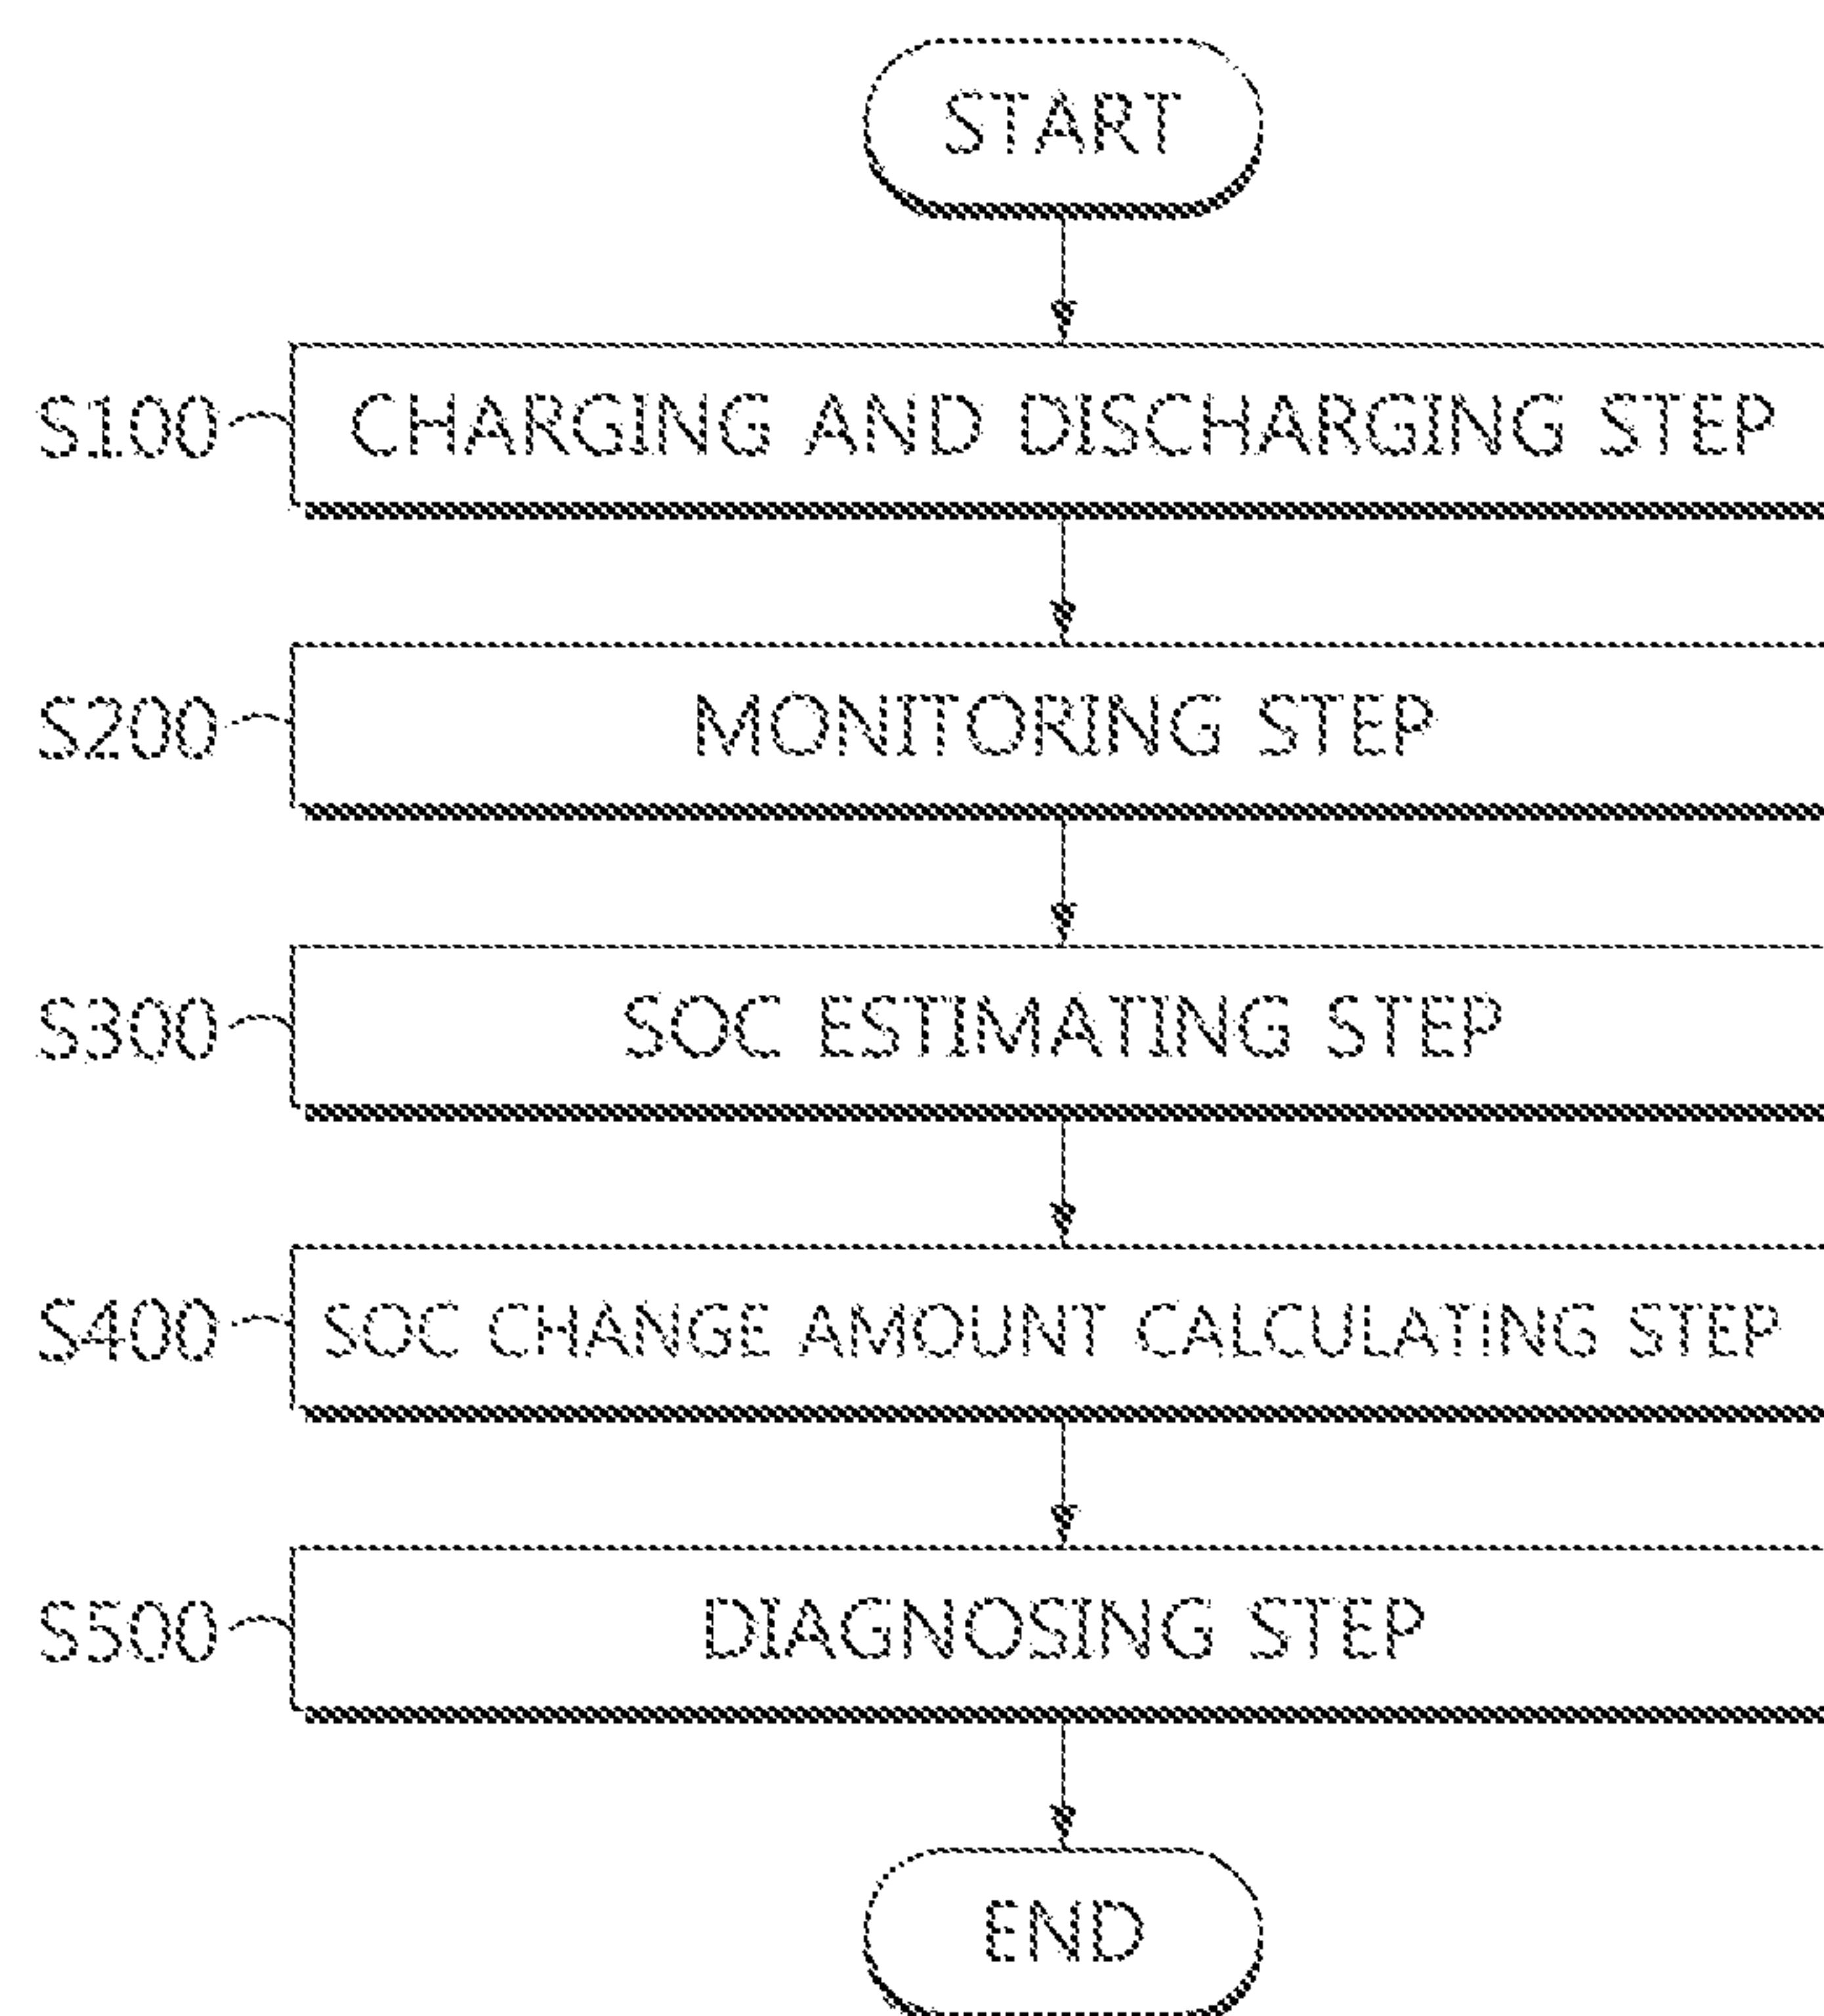 START
S100 CHARGING AND DISCHARGING STEP
S200 MONITORING STEP
S300 SOC ESTIMATING STEP
S400 SOC CHANGE AMOUNT CALCULATING STEP
S500 DIAGNOSING STEP
END